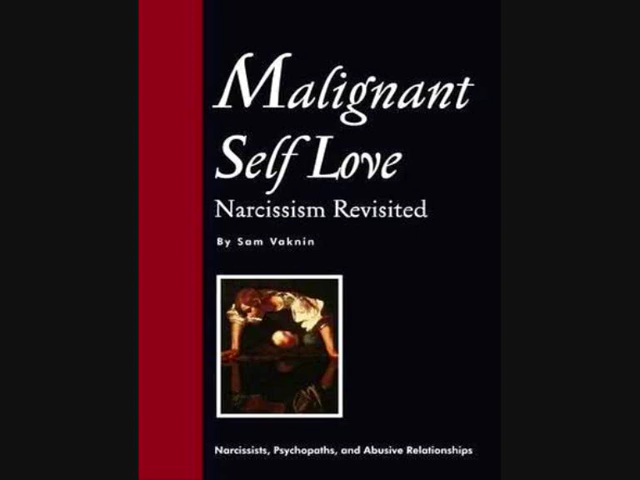 Malignant
Self Love
Narcissism Revisited
By Sam Vaknin
Narcissists, Psychopaths, and Abusive Relationships